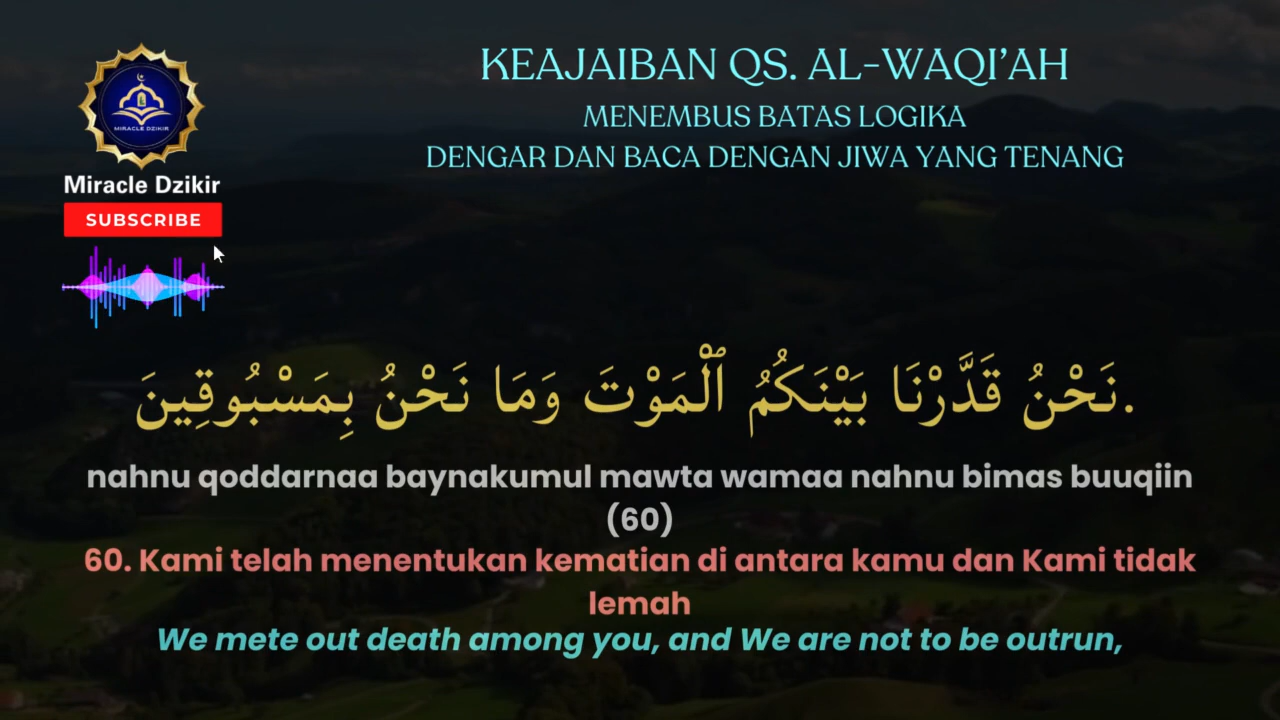 KEAJAIBAN QS. AL-WAQI'AH
MENEMBUS BATAS LOGIKA
DENGAR DAN BACA DENGAN JIWA YANG TENANG
MIRACLE DZIKIR
Miracle Dzikir
SUBSCRIBE
نَحْنُ قَدَّرْنَا بَيْنَكُمُ ٱلْمَوْتَ وَمَا نَحْنُ بِمَسْبُوقِينَ.
nahnu qoddarnaa baynakumul mawta wamaa nahnu bimas buuqiin
(60)
60. Kami telah menentukan kematian di antara kamu dan Kami tidak
lemah
We mete out death among you, and We are not to be outrun,